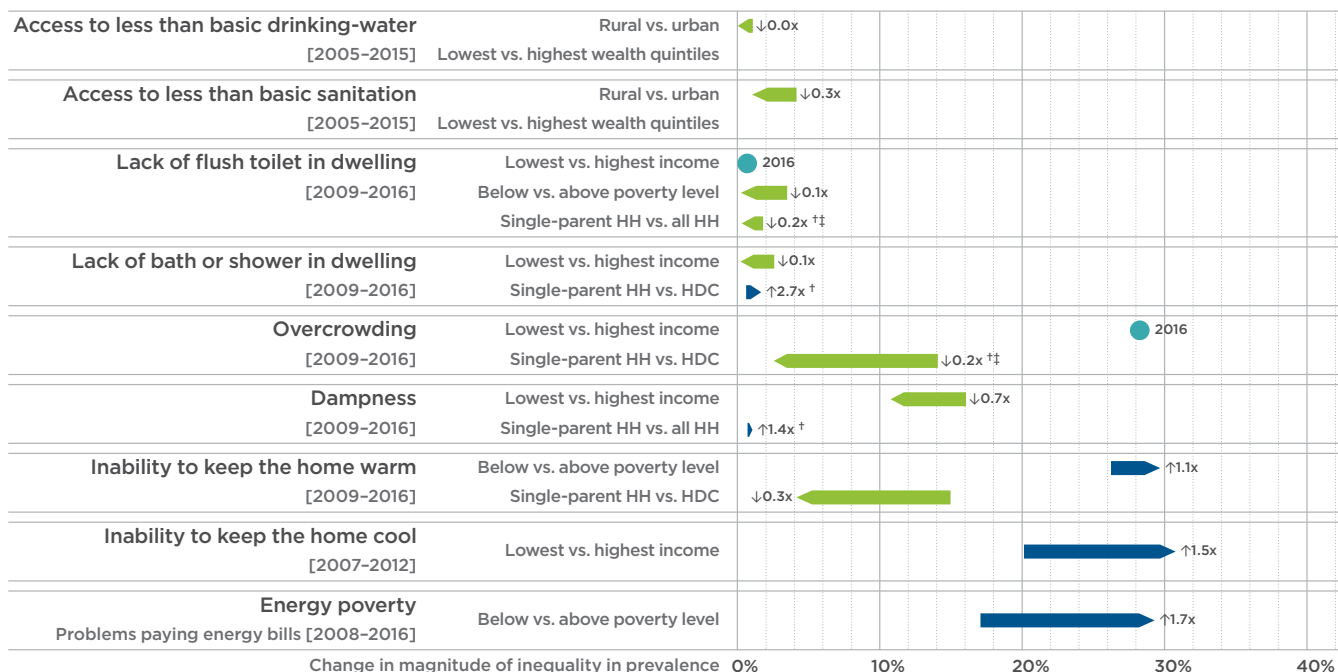 Access to less than basic drinking-water Rural vs. urban ↓0.0x
[2005–2015] Lowest vs. highest wealth quintiles
Access to less than basic sanitation Rural vs. urban ↓0.3x
[2005–2015] Lowest vs. highest wealth quintiles
Lack of flush toilet in dwelling Lowest vs. highest income 2016
[2009–2016] Below vs. above poverty level ↓0.1x
Single-parent HH vs. all HH ↓0.2x †‡
Lack of bath or shower in dwelling Lowest vs. highest income ↓0.1x
[2009–2016] Single-parent HH vs. HDC ↑2.7x †
Overcrowding Lowest vs. highest income 2016
[2009–2016] Single-parent HH vs. HDC ↓0.2x †‡
Dampness Lowest vs. highest income ↓0.7x
[2009–2016] Single-parent HH vs. all HH ↑1.4x †
Inability to keep the home warm Below vs. above poverty level ↑1.1x
[2009–2016] Single-parent HH vs. HDC ↓0.3x
Inability to keep the home cool
Lowest vs. highest income ↑1.5x
[2007–2012]
Energy poverty
Below vs. above poverty level ↑1.7x
Problems paying energy bills [2008–2016]
Change in magnitude of inequality in prevalence 0% 10% 20% 30% 40%